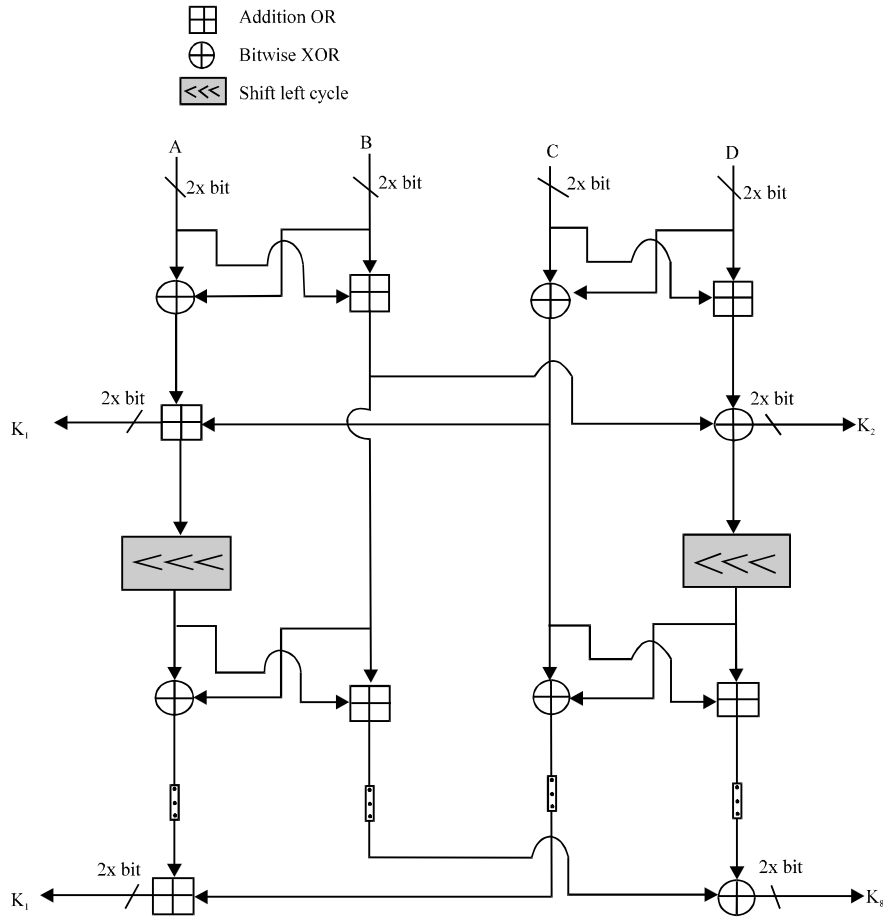 Addition OR
Bitwise XOR
<<< Shift left cycle
A B C D
2x bit 2x bit 2x bit 2x bit
2x bit 2x bit
K₁ K₂
<<< <<<
2x bit 2x bit
K₁ K₈